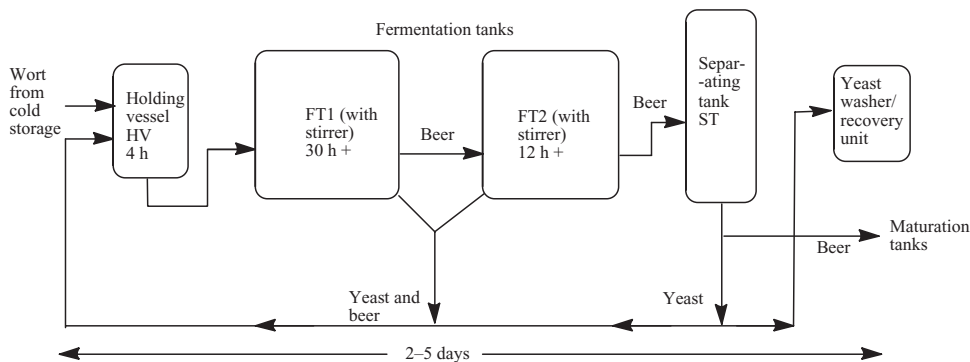 Fermentation tanks
Wort
from
cold
storage
Holding
vessel
HV
4 h
FT1 (with
stirrer)
30 h +
Beer
FT2 (with
stirrer)
12 h +
Beer
Separ-
-ating
tank
ST
Yeast
washer/
recovery
unit
Beer
Maturation
tanks
Yeast and
beer
Yeast
2–5 days